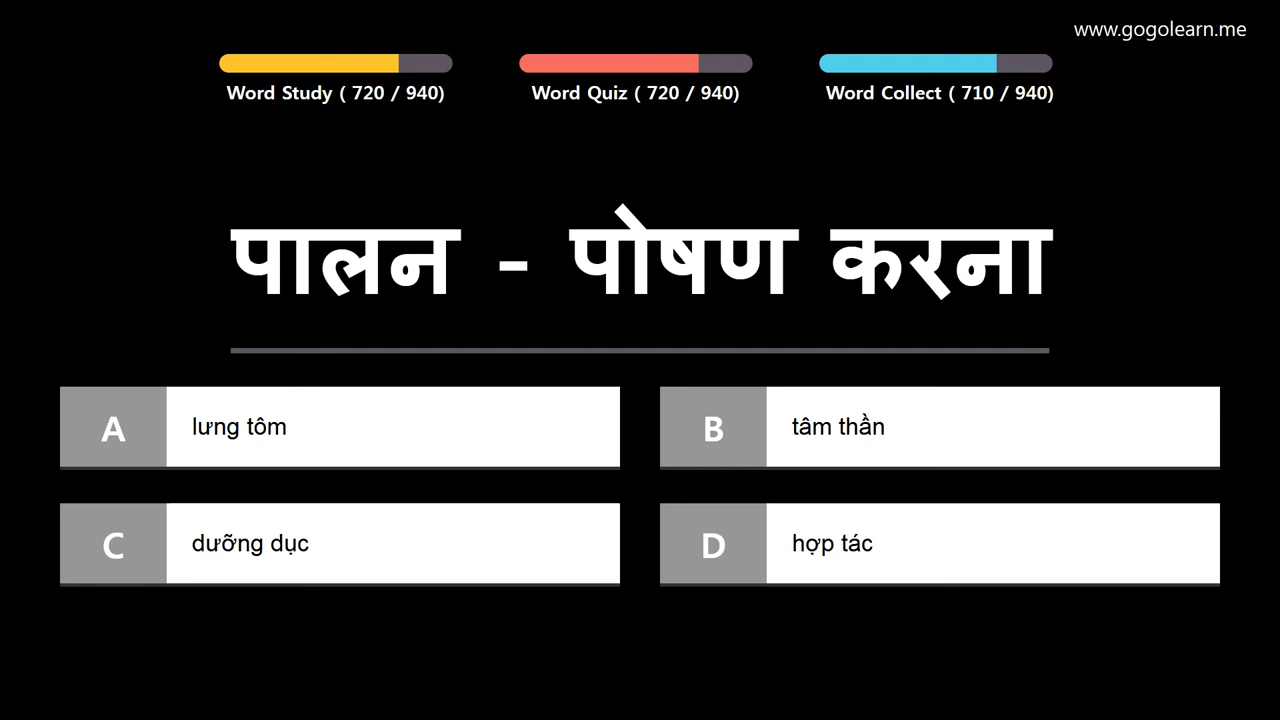 www.gogolearn.me
Word Study ( 720 / 940)
Word Quiz ( 720 / 940)
Word Collect ( 710 / 940)
पालन - पोषण करना
A lưng tôm
B tâm thần
C dưỡng dục
D hợp tác